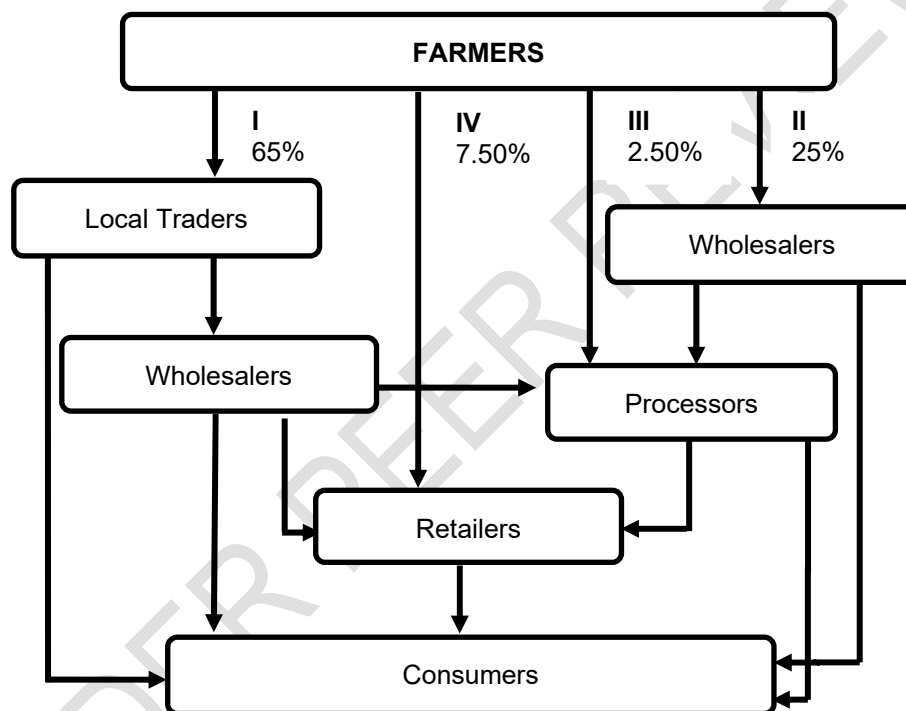 FARMERS
I
65%
IV
7.50%
III
2.50%
II
25%
Local Traders
Wholesalers
Wholesalers
Processors
Retailers
Consumers